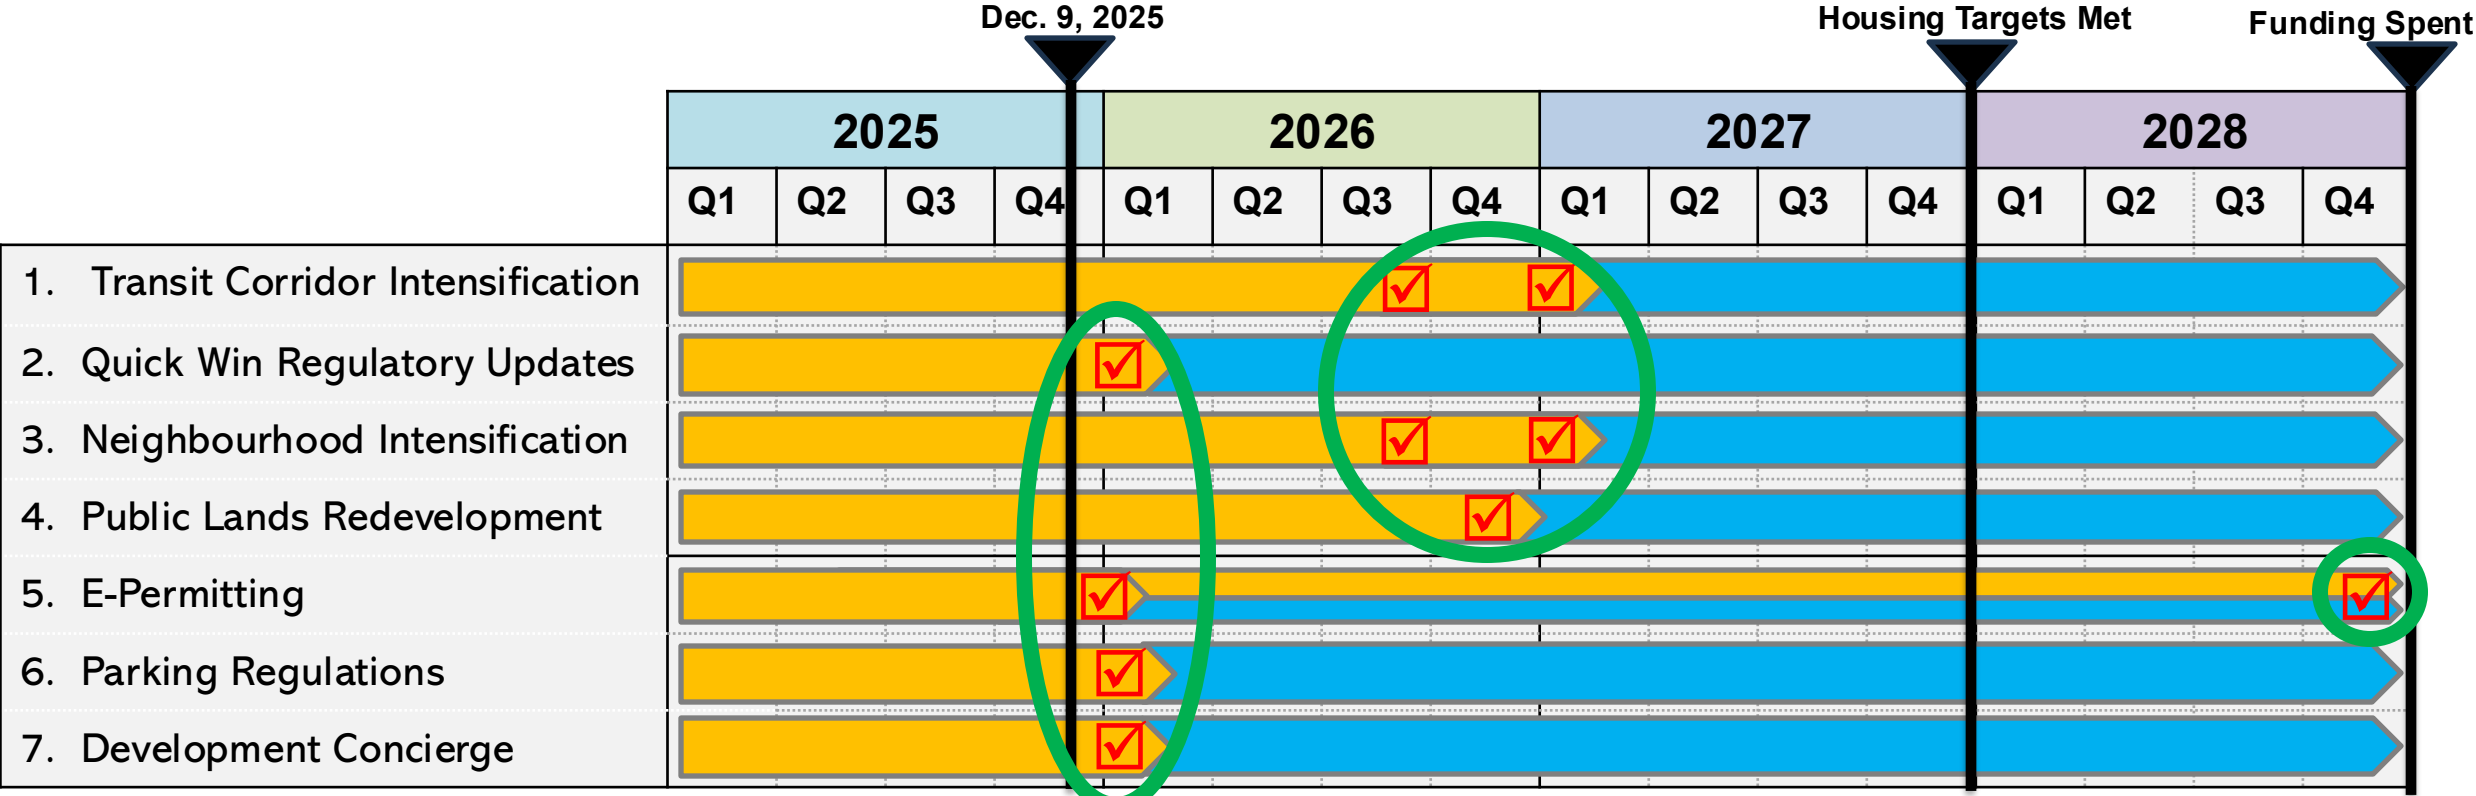 Dec. 9, 2025
Housing Targets Met
Funding Spent
2025 2026 2027 2028
Q1 Q2 Q3 Q4 Q1 Q2 Q3 Q4 Q1 Q2 Q3 Q4 Q1 Q2 Q3 Q4
1. Transit Corridor Intensification
2. Quick Win Regulatory Updates
3. Neighbourhood Intensification
4. Public Lands Redevelopment
5. E-Permitting
6. Parking Regulations
7. Development Concierge